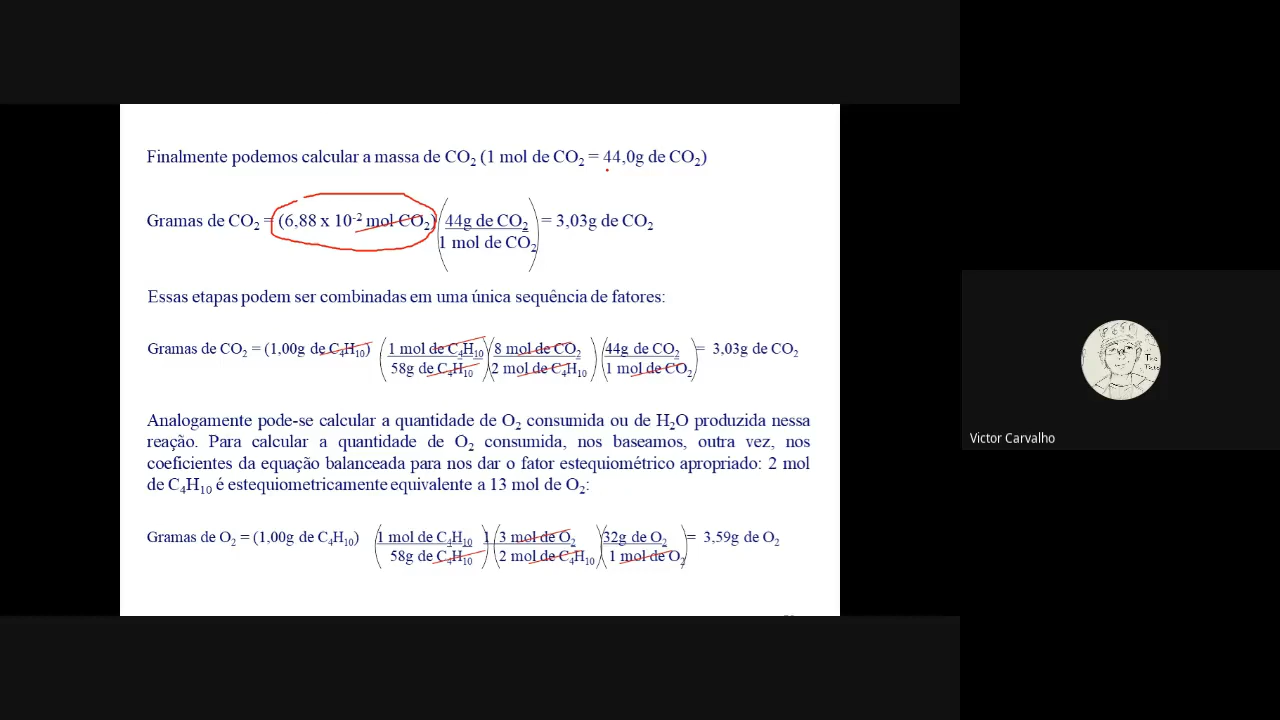 Finalmente podemos calcular a massa de CO₂ (1 mol de CO₂ = 44,0g de CO₂)
Gramas de CO₂ = (6,88 x 10⁻² mol CO₂) (44g de CO₂ / 1 mol de CO₂) = 3,03g de CO₂
Essas etapas podem ser combinadas em uma única sequência de fatores:
Gramas de CO₂ = (1,00g de C₄H₁₀) (1 mol de C₄H₁₀ / 58g de C₄H₁₀) (8 mol de CO₂ / 2 mol de C₄H₁₀) (44g de CO₂ / 1 mol de CO₂) = 3,03g de CO₂
Analogamente pode-se calcular a quantidade de O₂ consumida ou de H₂O produzida nessa
reação. Para calcular a quantidade de O₂ consumida, nos baseamos, outra vez, nos
coeficientes da equação balanceada para nos dar o fator estequiométrico apropriado: 2 mol
de C₄H₁₀ é estequiometricamente equivalente a 13 mol de O₂:
Gramas de O₂ = (1,00g de C₄H₁₀) (1 mol de C₄H₁₀ / 58g de C₄H₁₀) 1 (3 mol de O₂ / 2 mol de C₄H₁₀) (32g de O₂ / 1 mol de O₂) = 3,59g de O₂
Victor Carvalho